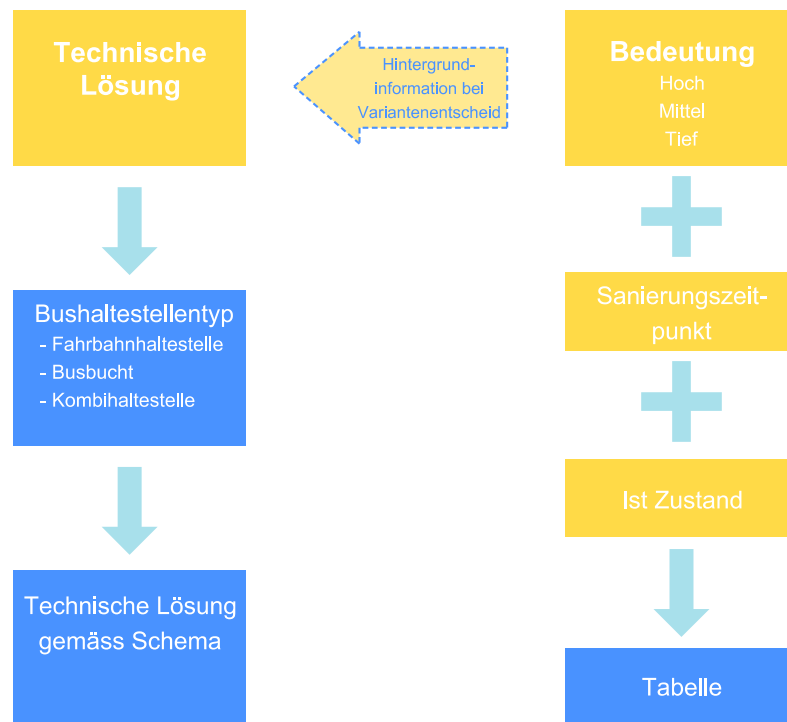 Technische
Lösung
Hintergrund-
information bei
Variantenentscheid
Bedeutung
Hoch
Mittel
Tief
Bushaltestellentyp
- Fahrbahnhaltestelle
- Busbucht
- Kombihaltestelle
Sanierungszeit-
punkt
Ist Zustand
Technische Lösung
gemäss Schema
Tabelle